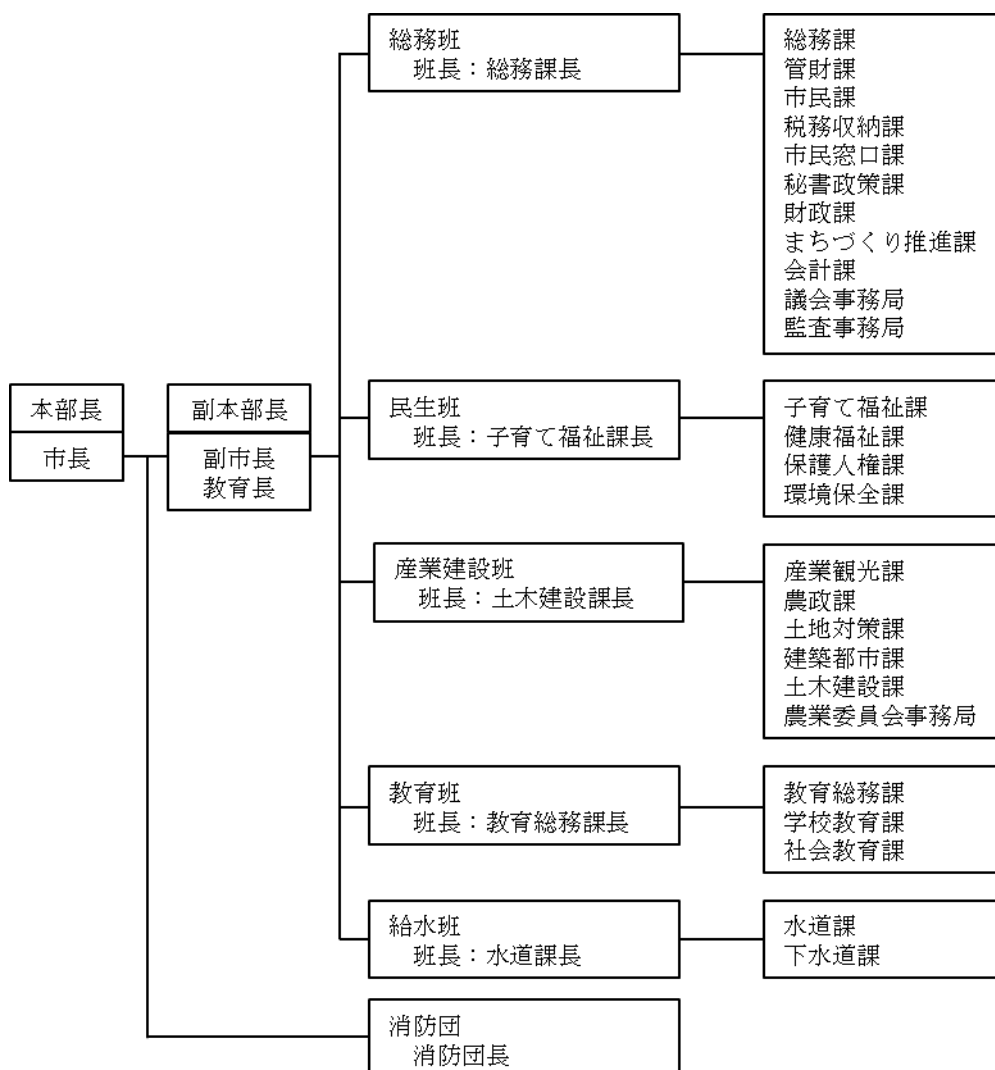 本部長
市長
副本部長
副市長
教育長
総務班
班長：総務課長
総務課
管財課
市民課
税務収納課
市民窓口課
秘書政策課
財政課
まちづくり推進課
会計課
議会事務局
監査事務局
民生班
班長：子育て福祉課長
子育て福祉課
健康福祉課
保護人権課
環境保全課
産業建設班
班長：土木建設課長
産業観光課
農政課
土地対策課
建築都市課
土木建設課
農業委員会事務局
教育班
班長：教育総務課長
教育総務課
学校教育課
社会教育課
給水班
班長：水道課長
水道課
下水道課
消防団
消防団長